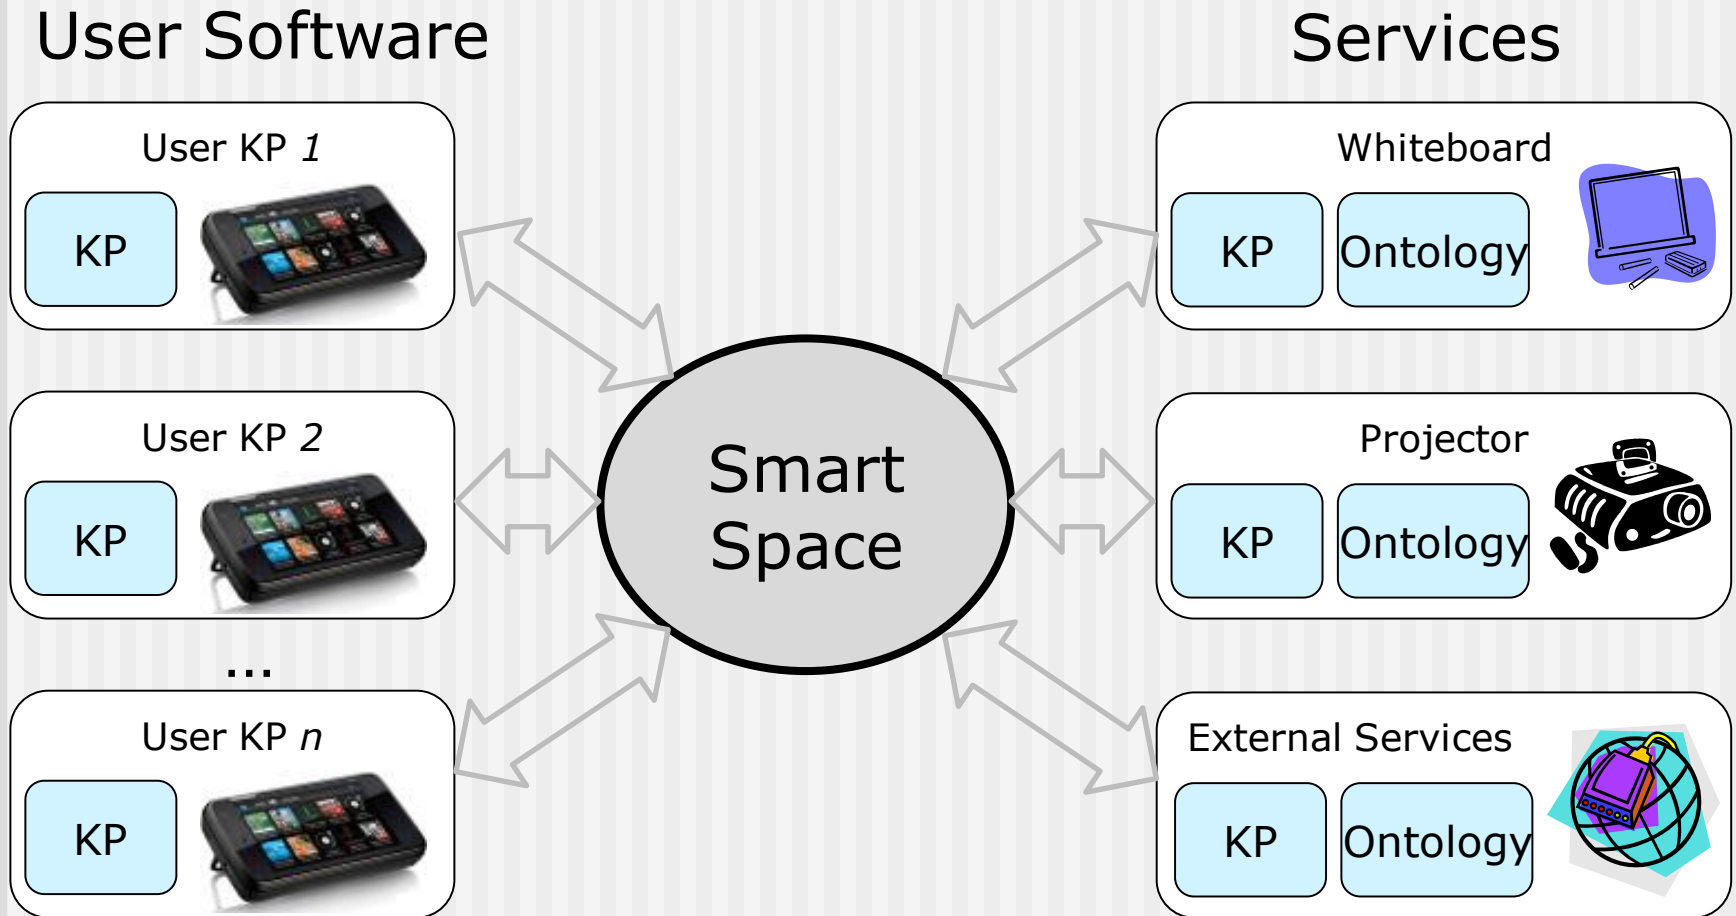 User Software
User KP 1
KP
User KP 2
KP
...
User KP n
KP
Smart
Space
Services
Whiteboard
KP
Ontology
Projector
KP
Ontology
External Services
KP
Ontology